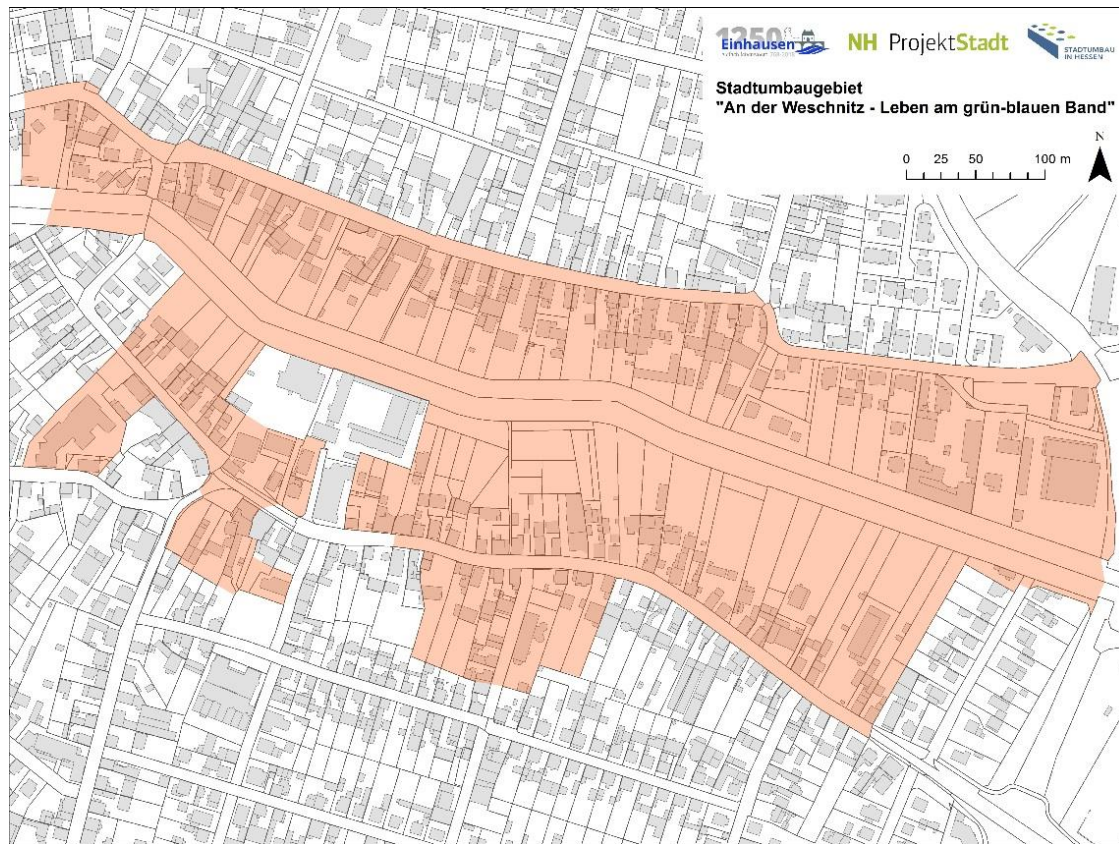 1250
Einhausen
NH ProjektStadt
STADTUMBAU
IN HESSEN
Stadtumbaugebiet
"An der Weschnitz - Leben am grün-blauen Band"
N
0 25 50 100 m